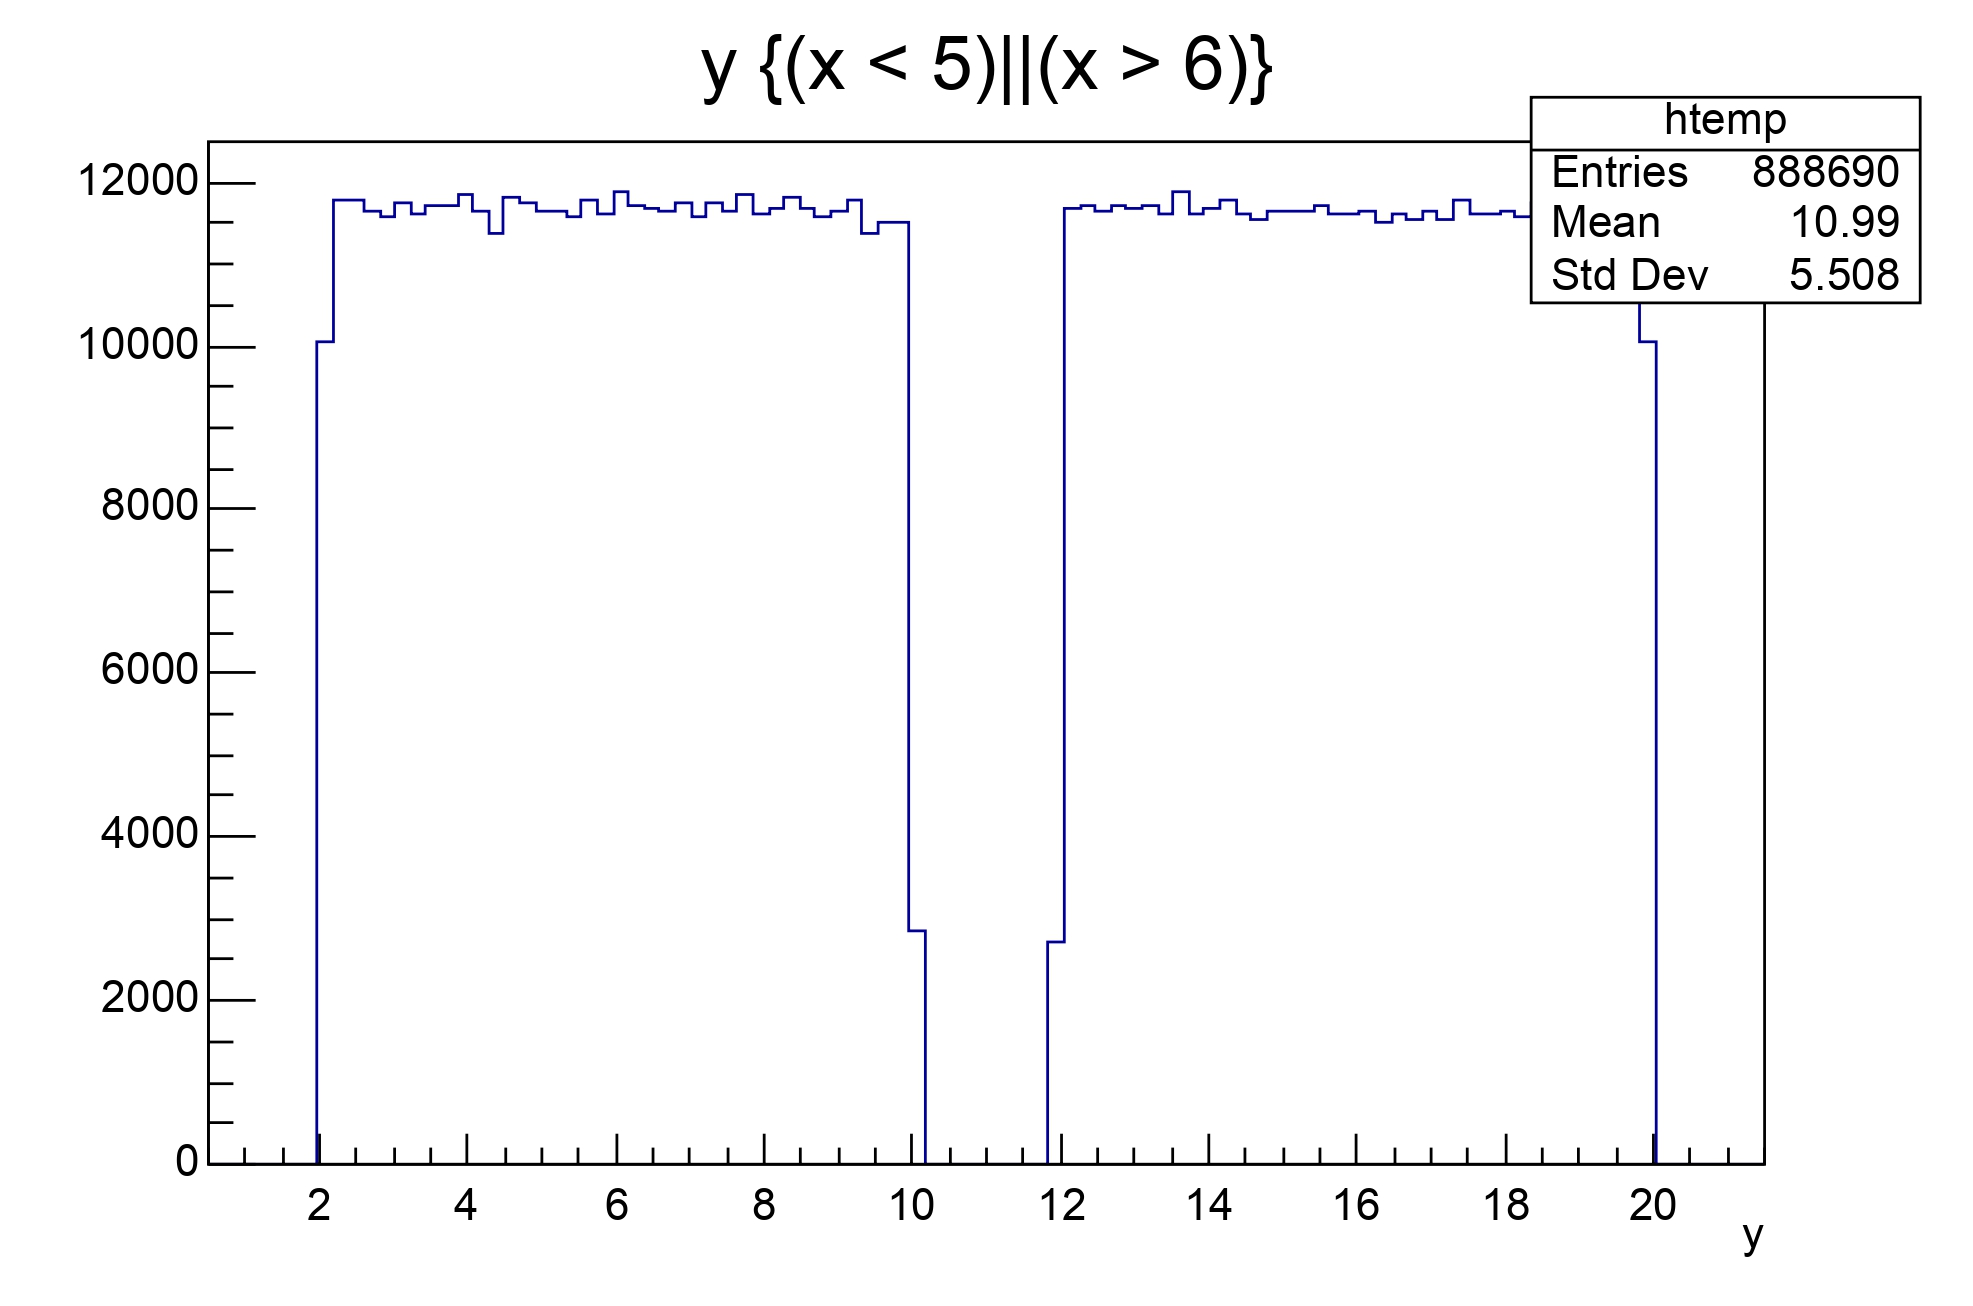 y {(x < 5)||(x > 6)}
htemp
Entries 888690
Mean 10.99
Std Dev 5.508
12000
10000
8000
6000
4000
2000
0
2 4 6 8 10 12 14 16 18 20
y